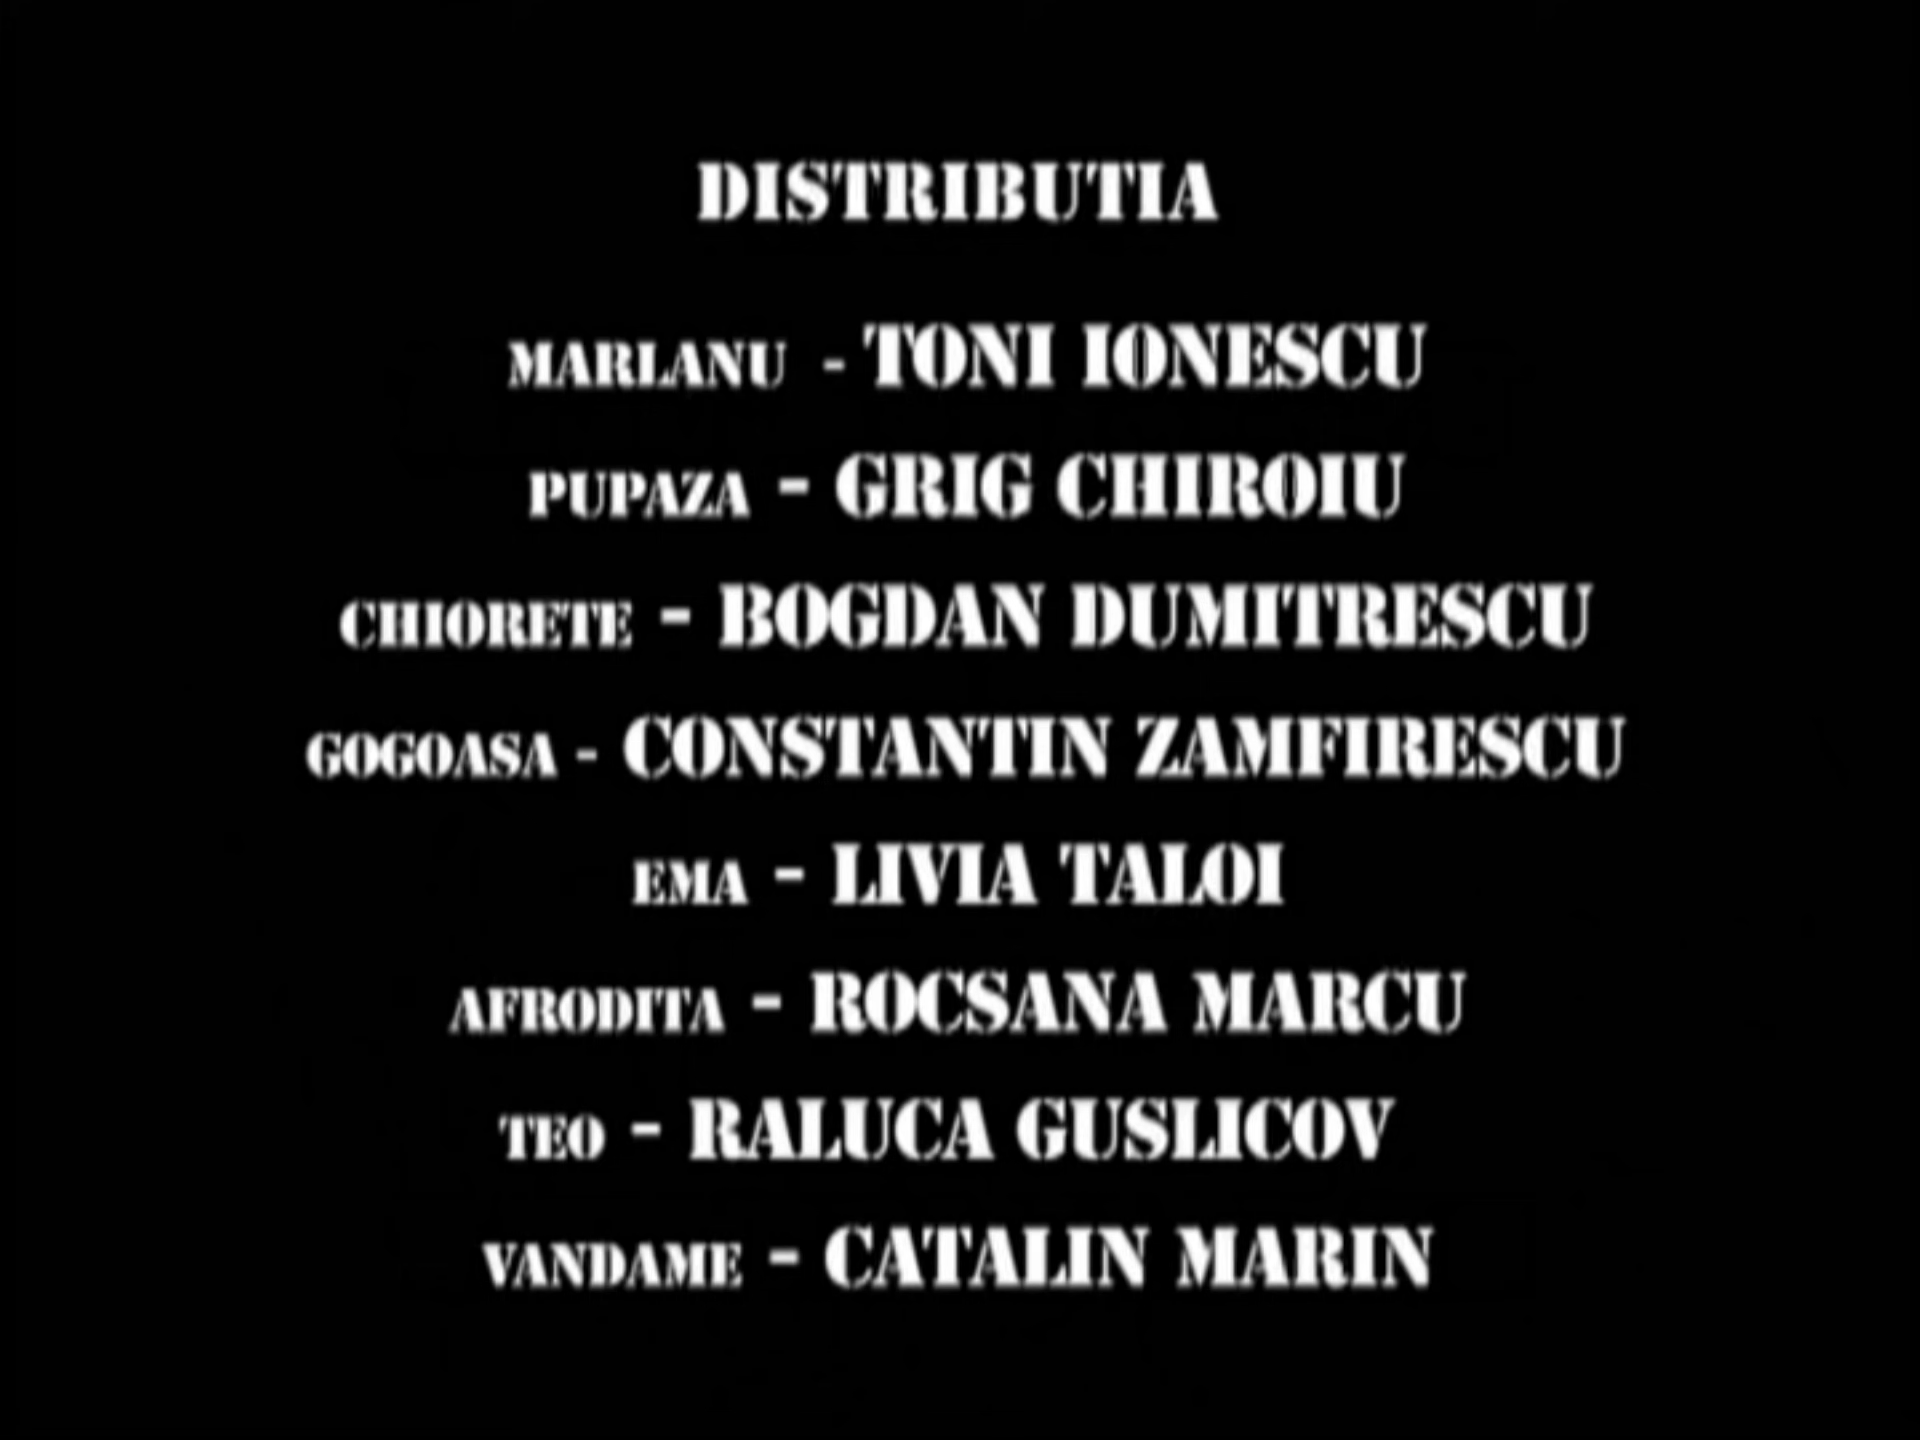 DISTRIBUTIA
MARLANU - TONI IONESCU
PUPAZA - GRIG CHIROIU
CHIORETE - BOGDAN DUMITRESCU
GOGOASA - CONSTANTIN ZAMFIRESCU
EMA - LIVIA TALOI
AFRODITA - ROCSANA MARCU
TEO - RALUCA GUSLICOV
VANDAME - CATALIN MARIN